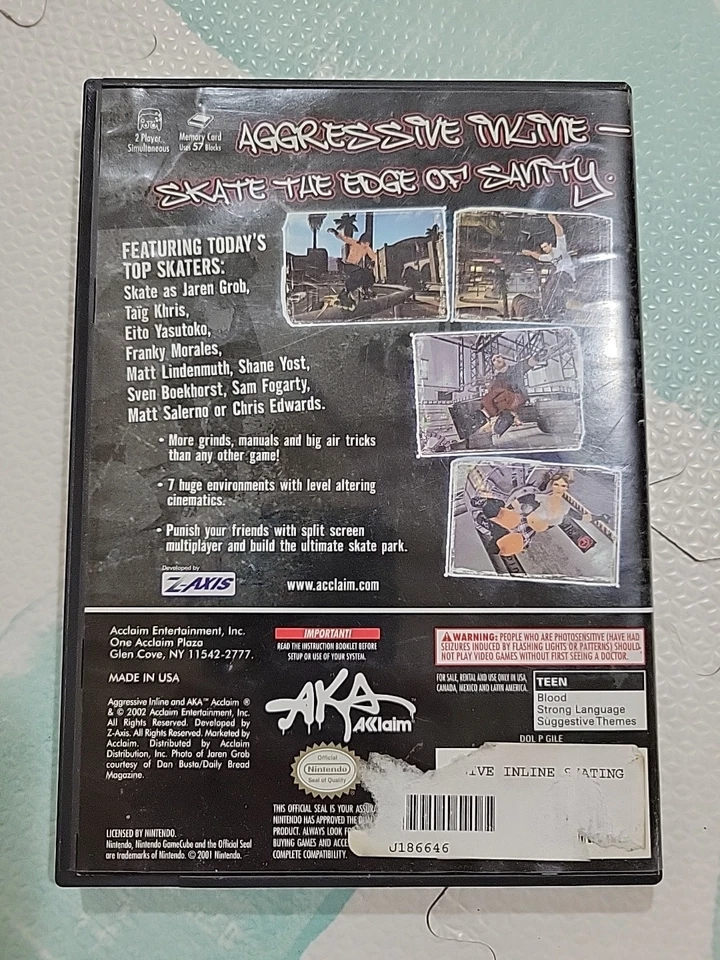 2 Player
Simultaneous
Memory Card
Uses 57 Blocks
AGGRESSIVE INLINE –
SKATE THE EDGE OF SANITY.
FEATURING TODAY'S
TOP SKATERS:
Skate as Jaren Grob,
Taïg Khris,
Eito Yasutoko,
Franky Morales,
Matt Lindenmuth, Shane Yost,
Sven Boekhorst, Sam Fogarty,
Matt Salerno or Chris Edwards.
• More grinds, manuals and big air tricks
than any other game!
• 7 huge environments with level altering
cinematics.
• Punish your friends with split screen
multiplayer and build the ultimate skate park.
Developed by
Z-AXIS
www.acclaim.com
Acclaim Entertainment, Inc.
One Acclaim Plaza
Glen Cove, NY 11542-2777.
MADE IN USA
Aggressive Inline and AKA™ Acclaim ®
& © 2002 Acclaim Entertainment, Inc.
All Rights Reserved. Developed by
Z-Axis. All Rights Reserved. Marketed by
Acclaim. Distributed by Acclaim
Distribution, Inc. Photo of Jaren Grob
courtesy of Dan Busta/Daily Bread
Magazine.
LICENSED BY NINTENDO.
Nintendo, Nintendo GameCube and the Official Seal
are trademarks of Nintendo. © 2001 Nintendo.
IMPORTANT!
READ THE INSTRUCTION BOOKLET BEFORE
SETUP OR USE OF YOUR SYSTEM.
AKA
Acclaim
Official
Nintendo
Seal of Quality
THIS OFFICIAL SEAL IS YOUR
NINTENDO HAS APPROVED THE
PRODUCT. ALWAYS LOOK
BUYING GAMES AND
COMPLETE COMPATIBILITY.
WARNING: PEOPLE WHO ARE PHOTOSENSITIVE (HAVE HAD
SEIZURES INDUCED BY FLASHING LIGHTS OR PATTERNS) SHOULD
NOT PLAY VIDEO GAMES WITHOUT FIRST SEEING A DOCTOR.
FOR SALE, RENTAL AND USE ONLY IN USA,
CANADA, MEXICO AND LATIN AMERICA.
TEEN
Blood
Strong Language
Suggestive Themes
DOL P GILE
IVE INLINE SKATING
J186646